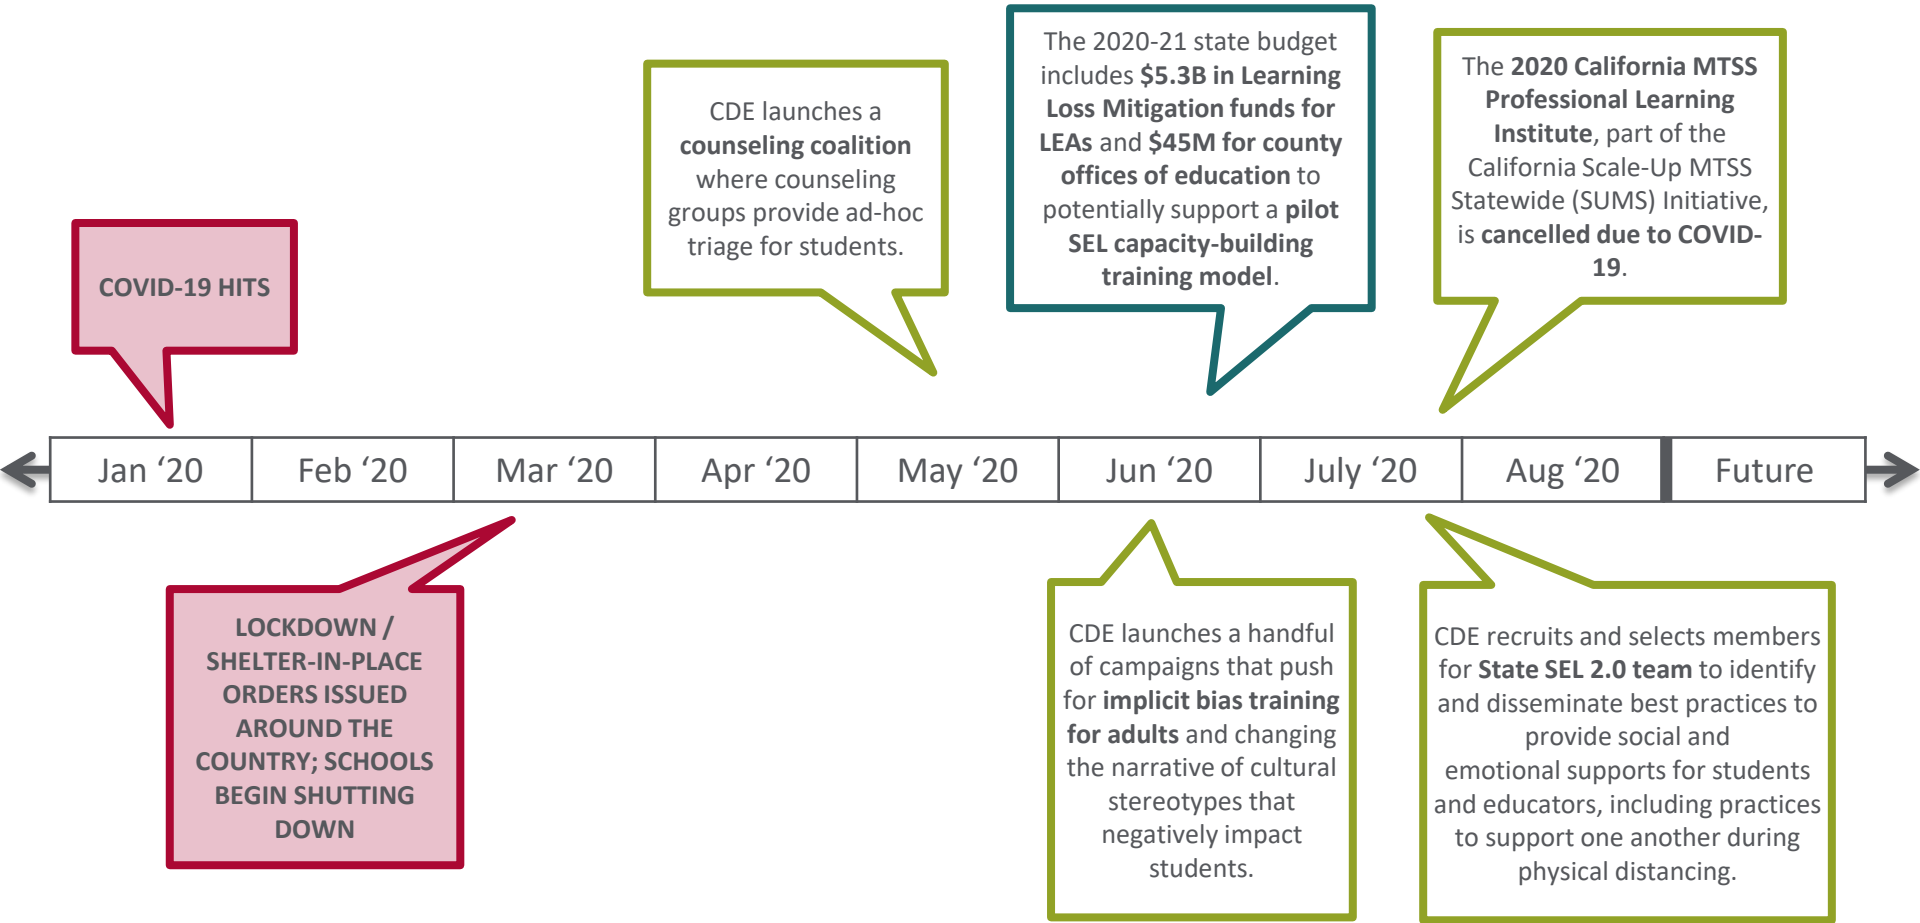 COVID-19 HITS
CDE launches a
counseling coalition
where counseling
groups provide ad-hoc
triage for students.
The 2020-21 state budget
includes $5.3B in Learning
Loss Mitigation funds for
LEAs and $45M for county
offices of education to
potentially support a pilot
SEL capacity-building
training model.
The 2020 California MTSS
Professional Learning
Institute, part of the
California Scale-Up MTSS
Statewide (SUMS) Initiative,
is cancelled due to COVID-
19.
Jan ‘20
Feb ‘20
Mar ‘20
Apr ‘20
May ‘20
Jun ‘20
July ‘20
Aug ‘20
Future
LOCKDOWN /
SHELTER-IN-PLACE
ORDERS ISSUED
AROUND THE
COUNTRY; SCHOOLS
BEGIN SHUTTING
DOWN
CDE launches a handful
of campaigns that push
for implicit bias training
for adults and changing
the narrative of cultural
stereotypes that
negatively impact
students.
CDE recruits and selects members
for State SEL 2.0 team to identify
and disseminate best practices to
provide social and
emotional supports for students
and educators, including practices
to support one another during
physical distancing.